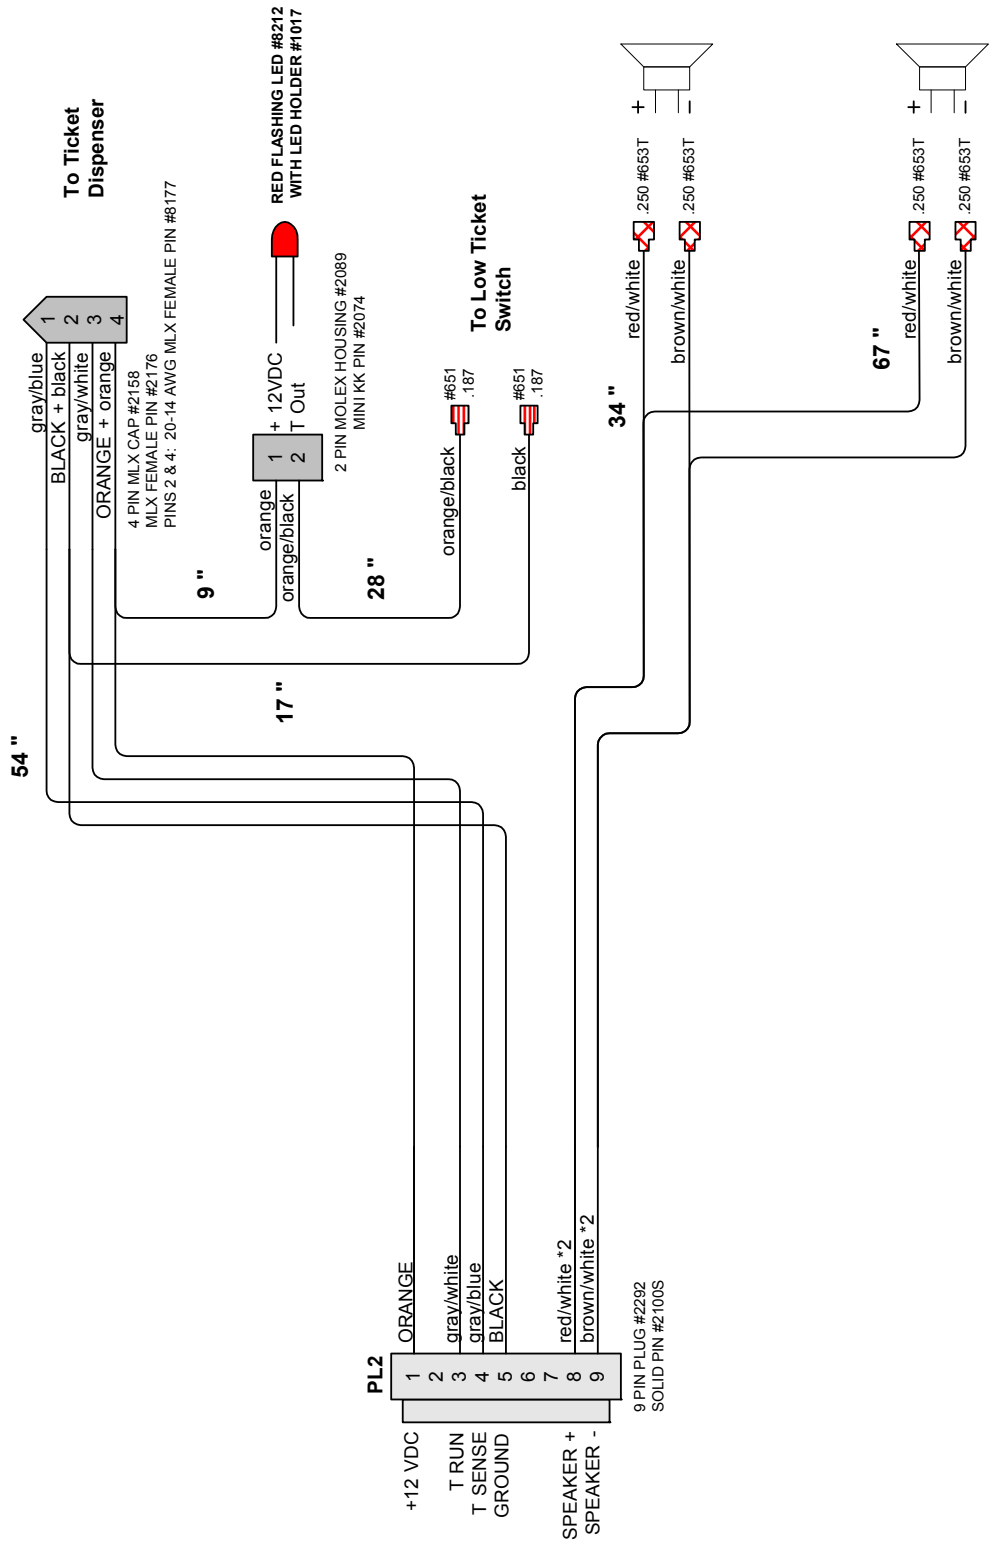 To Ticket
Dispenser
gray/blue
BLACK + black
gray/white
ORANGE + orange
1
2
3
4
4 PIN MLX CAP #2158
MLX FEMALE PIN #2176
PINS 2 & 4: 20-14 AWG MLX FEMALE PIN #8177
54 "
9 "
RED FLASHING LED #8212
WITH LED HOLDER #1017
orange
orange/black
1
2
+ 12VDC
T Out
2 PIN MOLEX HOUSING #2089
MINI KK PIN #2074
28 "
17 "
To Low Ticket
Switch
orange/black
#651
.187
black
#651
.187
34 "
red/white
.250 #653T
+
brown/white
.250 #653T
-
67 "
red/white
.250 #653T
+
brown/white
.250 #653T
-
PL2
+12 VDC
1
ORANGE
2
T RUN
3
gray/white
T SENSE
4
gray/blue
GROUND
5
BLACK
6
7
SPEAKER +
8
red/white *2
SPEAKER -
9
brown/white *2
9 PIN PLUG #2292
SOLID PIN #2100S